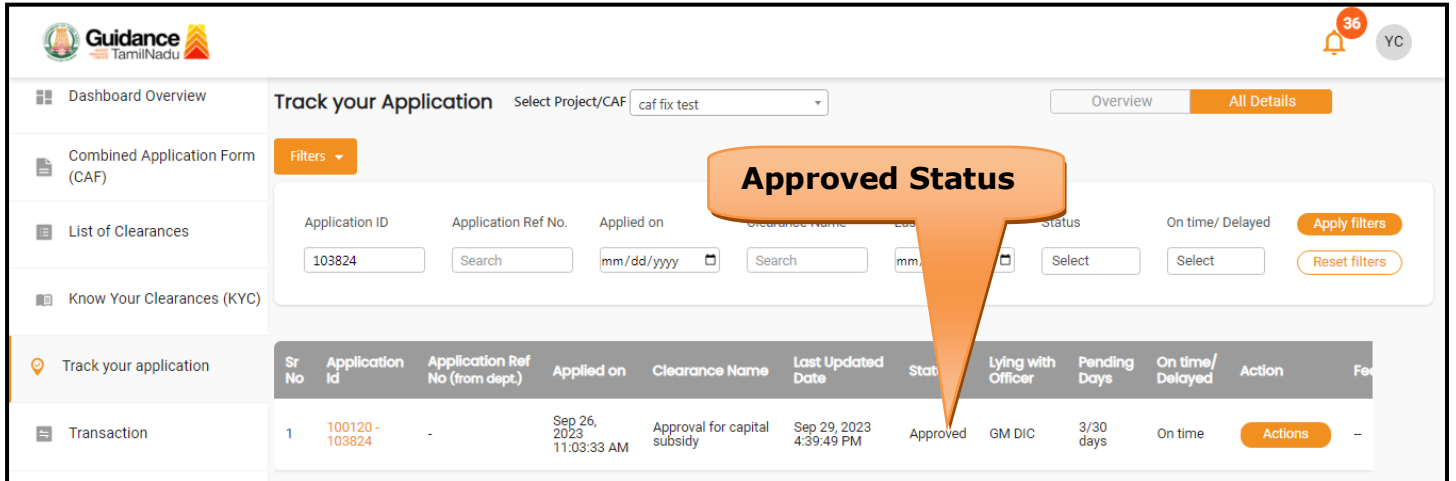 Guidance
TamilNadu
36
YC
Dashboard Overview
Track your Application Select Project/CAF caf fix test Overview All Details
Combined Application Form
(CAF)
Filters
Approved Status
List of Clearances
Application ID Application Ref No. Applied on Clearance Name Status On time/ Delayed Apply filters
103824 Search mm/dd/yyyy Search mm/ Select Select Reset filters
Know Your Clearances (KYC)
Track your application
Sr
No
Application
Id
Application Ref
No (from dept.)
Applied on
Clearance Name
Last Updated
Date
Lying with
Officer
Pending
Days
On time/
Delayed
Action
Transaction
1
100120 -
103824
-
Sep 26,
2023
11:03:33 AM
Approval for capital
subsidy
Sep 29, 2023
4:39:49 PM
Approved
GM DIC
3/30
days
On time
Actions
--